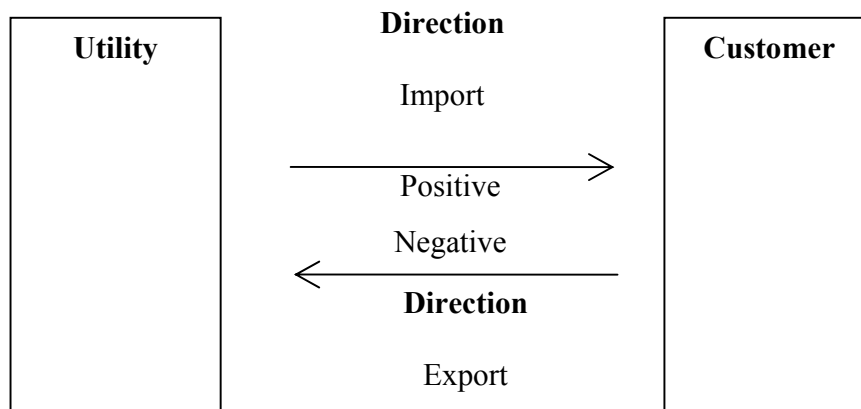 Utility
Direction
Import
Positive
Negative
Direction
Export
Customer